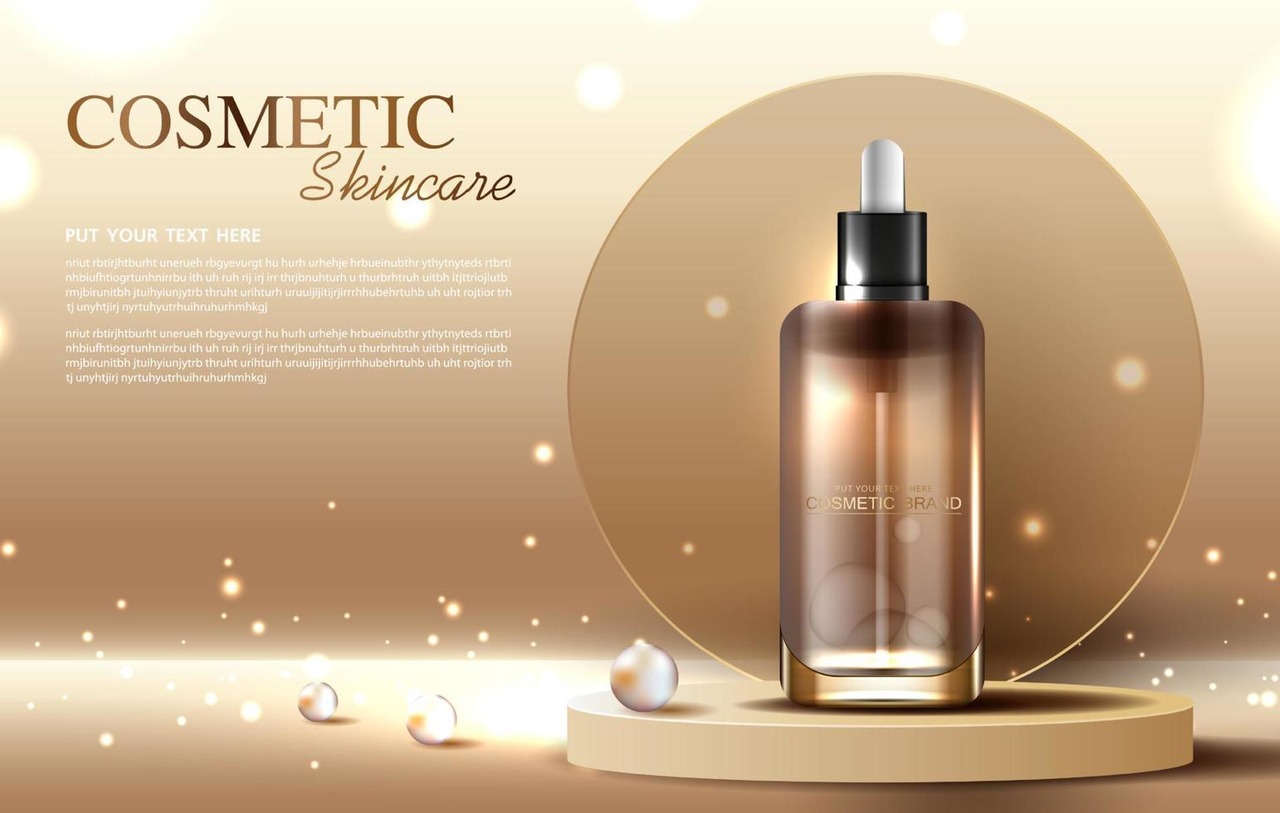 COSMETIC
Skincare
PUT YOUR TEXT HERE
nriut rbtirjhtburht unerueh rbgyevurgt hu hurh urhehje hrbueinubthr ythytnyteds rtbrti
nhbiufhtiogrtunhnirrbu ith uh ruh rij irj irr thrjbnuhturh u thurbrhtruh uitbh itjttriojiutb
rmjbirunitbh jtuihyiunjytrb thruht urihturh uruuijijitijrjirrrhhubehrhtub uh uht rojtior trh
tj unyhtjirj nyrtuhyutrhuihruhurhmhkgj
nriut rbtirjhtburht unerueh rbgyevurgt hu hurh urhehje hrbueinubthr ythytnyteds rtbrti
nhbiufhtiogrtunhnirrbu ith uh ruh rij irj irr thrjbnuhturh u thurbrhtruh uitbh itjttriojiutb
rmjbirunitbh jtuihyiunjytrb thruht urihturh uruuijijitijrjirrrhhubehrhtub uh uht rojtior trh
tj unyhtjirj nyrtuhyutrhuihruhurhmhkgj
PUT YOUR TEXT HERE
COSMETIC BRAND